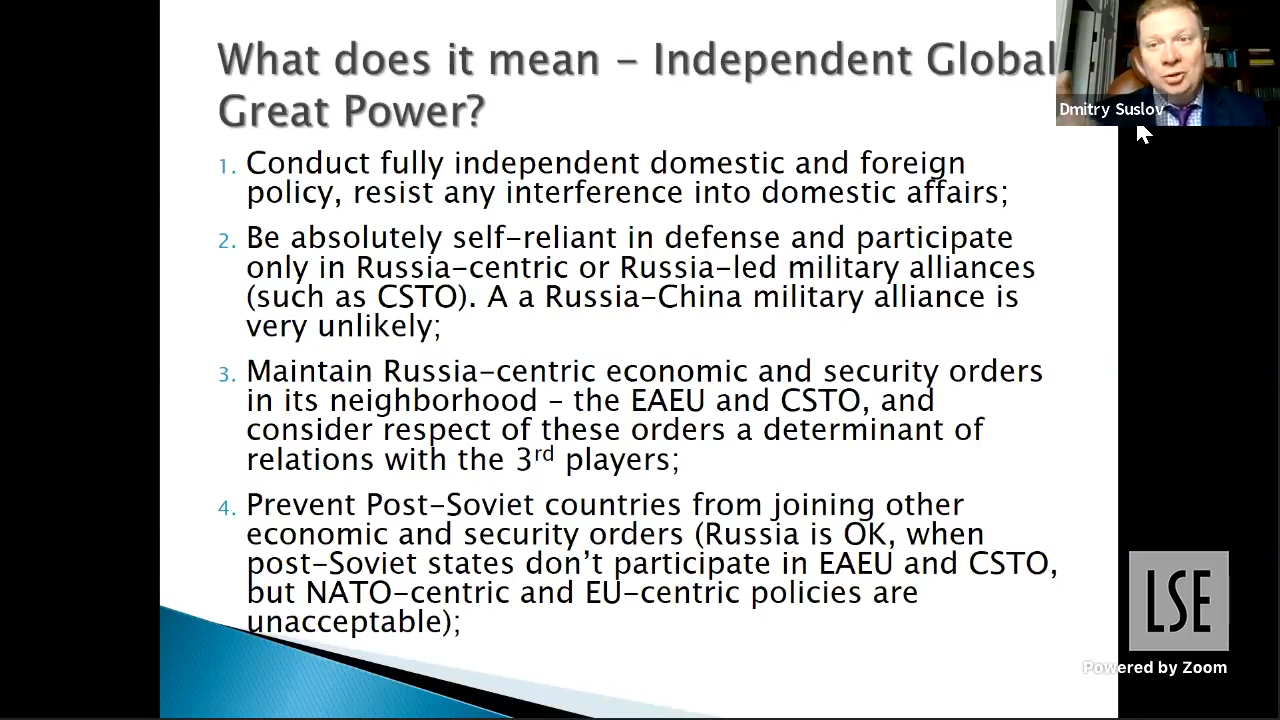 What does it mean – Independent Global
Great Power?
Dmitry Suslov
1. Conduct fully independent domestic and foreign
policy, resist any interference into domestic affairs;
2. Be absolutely self-reliant in defense and participate
only in Russia-centric or Russia-led military alliances
(such as CSTO). A a Russia-China military alliance is
very unlikely;
3. Maintain Russia-centric economic and security orders
in its neighborhood – the EAEU and CSTO, and
consider respect of these orders a determinant of
relations with the 3rd players;
4. Prevent Post-Soviet countries from joining other
economic and security orders (Russia is OK, when
post-Soviet states don’t participate in EAEU and CSTO,
but NATO-centric and EU-centric policies are
unacceptable);
LSE
Powered by Zoom